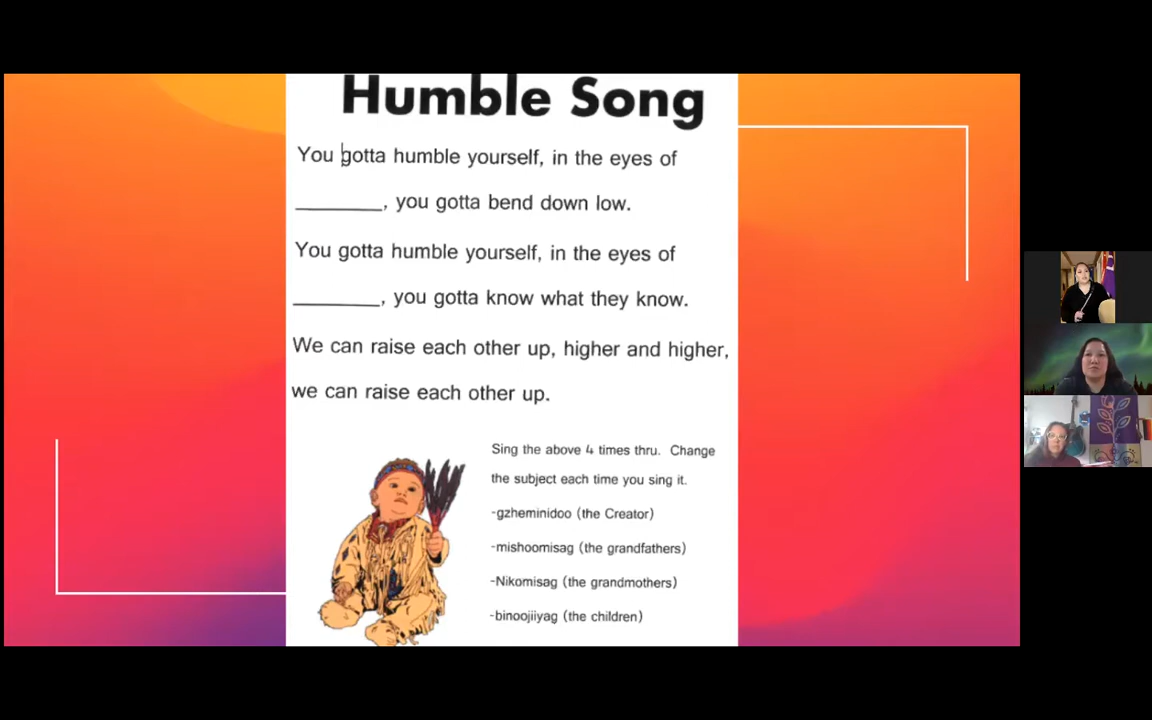 Humble Song
You gotta humble yourself, in the eyes of
________, you gotta bend down low.
You gotta humble yourself, in the eyes of
________, you gotta know what they know.
We can raise each other up, higher and higher,
we can raise each other up.
Sing the above 4 times thru. Change
the subject each time you sing it.
-gzheminidoo (the Creator)
-mishoomisag (the grandfathers)
-Nikomisag (the grandmothers)
-binoojiiyag (the children)